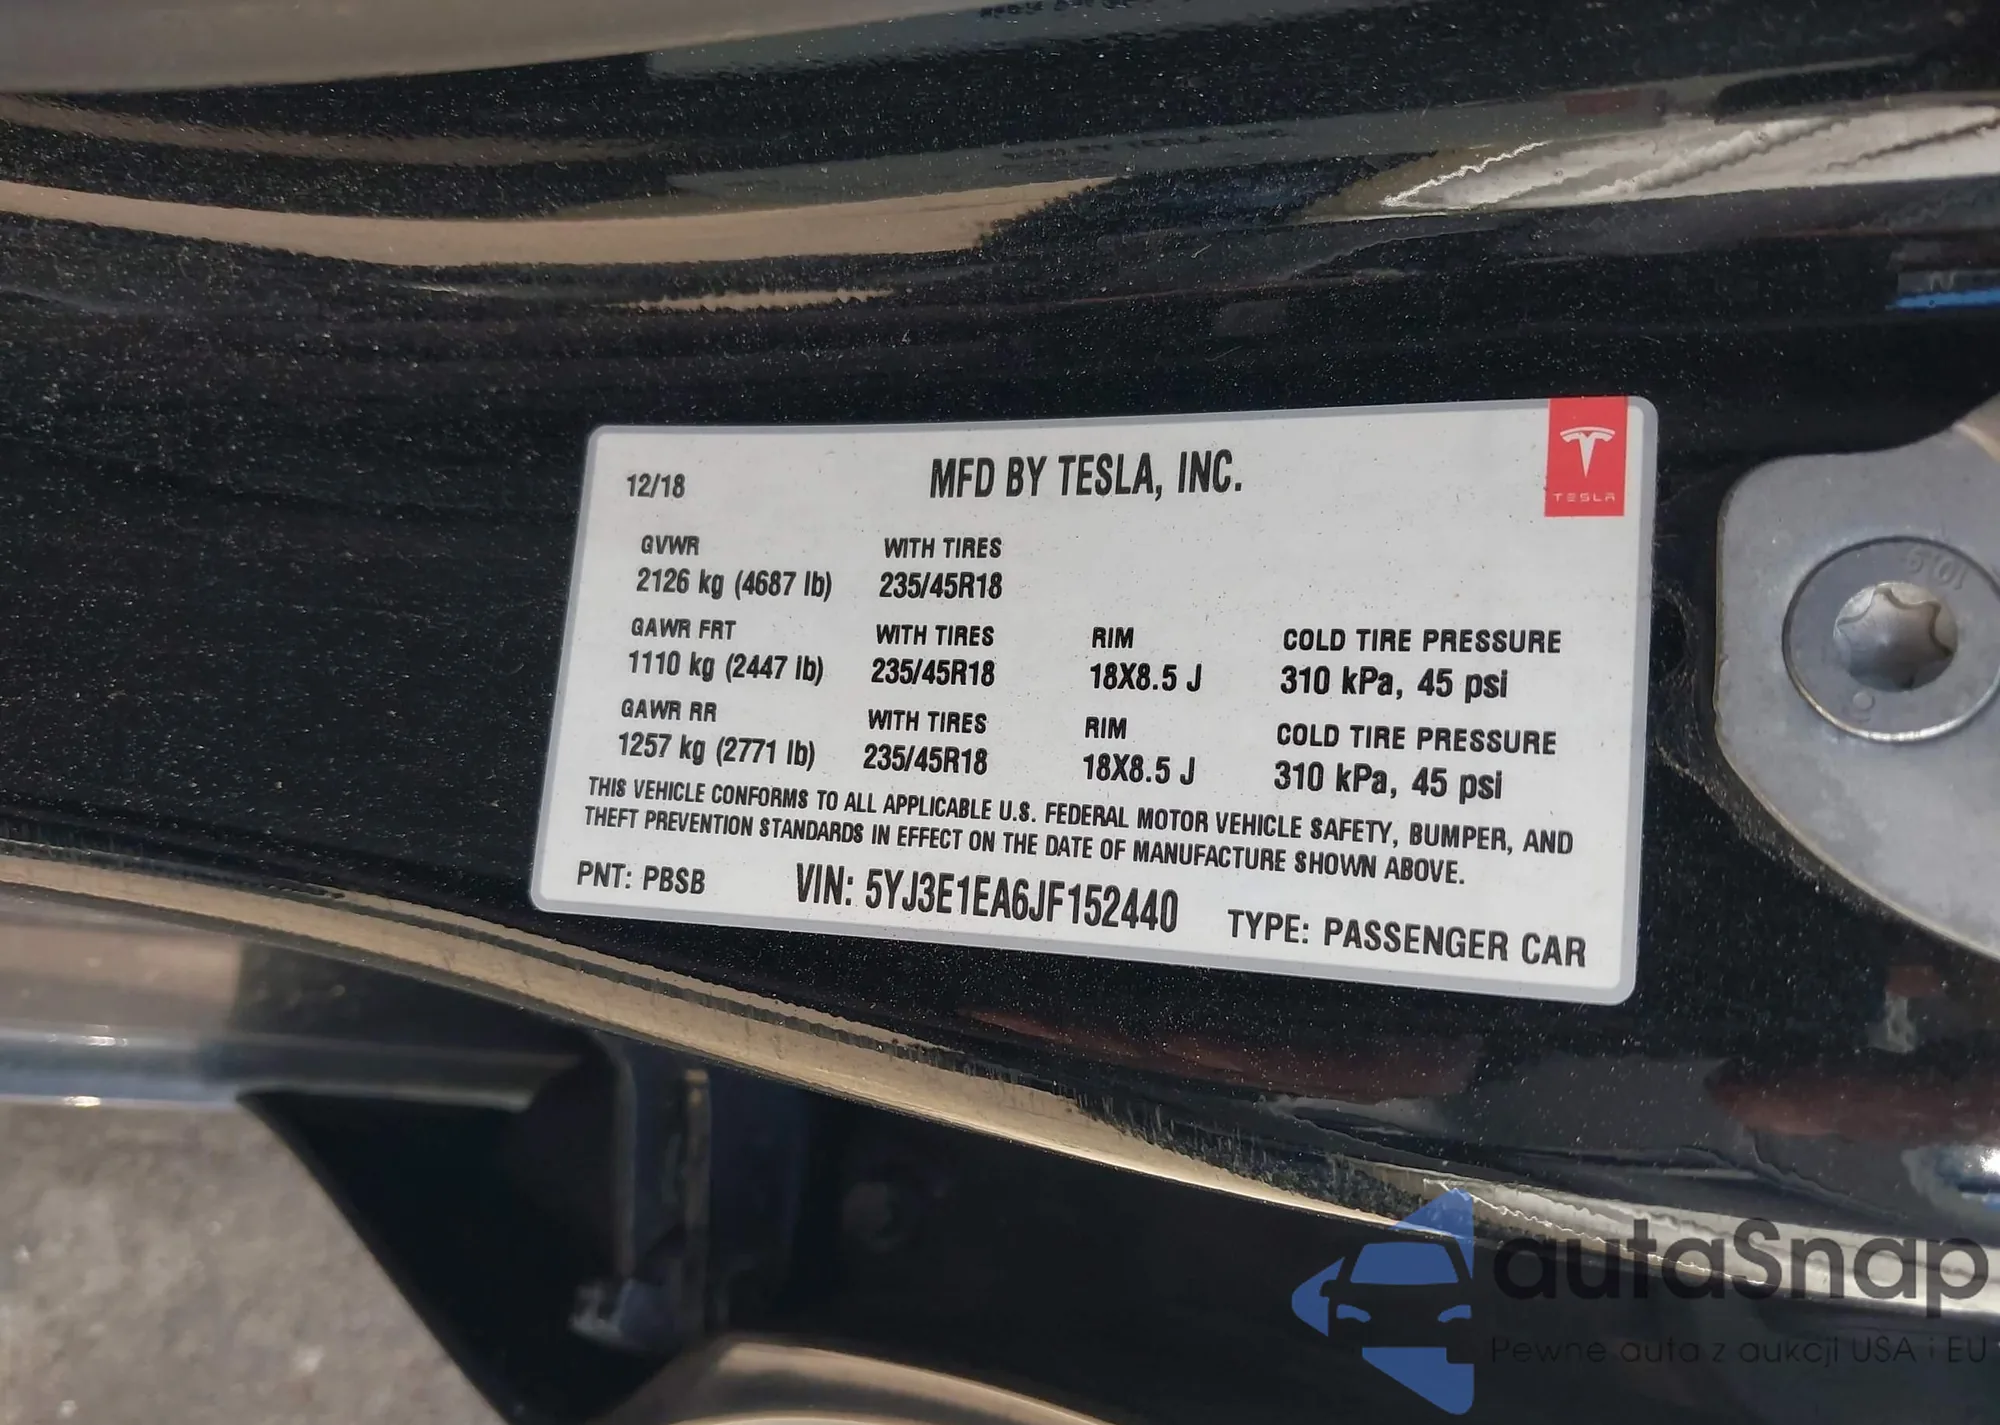 12/18 MFD BY TESLA, INC.
TESLA
GVWR WITH TIRES
2126 kg (4687 lb) 235/45R18
GAWR FRT WITH TIRES RIM COLD TIRE PRESSURE
1110 kg (2447 lb) 235/45R18 18X8.5 J 310 kPa, 45 psi
GAWR RR WITH TIRES RIM COLD TIRE PRESSURE
1257 kg (2771 lb) 235/45R18 18X8.5 J 310 kPa, 45 psi
THIS VEHICLE CONFORMS TO ALL APPLICABLE U.S. FEDERAL MOTOR VEHICLE SAFETY, BUMPER, AND
THEFT PREVENTION STANDARDS IN EFFECT ON THE DATE OF MANUFACTURE SHOWN ABOVE.
PNT: PBSB VIN: 5YJ3E1EA6JF152440 TYPE: PASSENGER CAR
10.9
autaSnap
Pewne auta z aukcji USA i EU